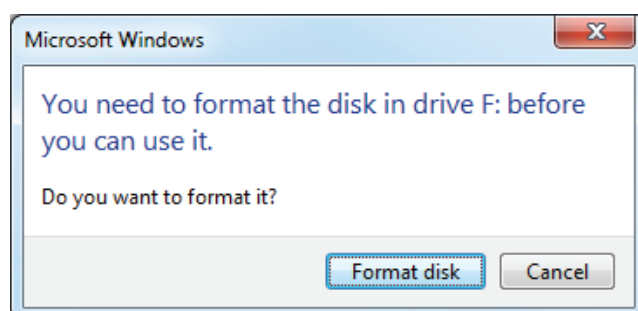 Microsoft Windows
You need to format the disk in drive F: before
you can use it.
Do you want to format it?
Format disk Cancel